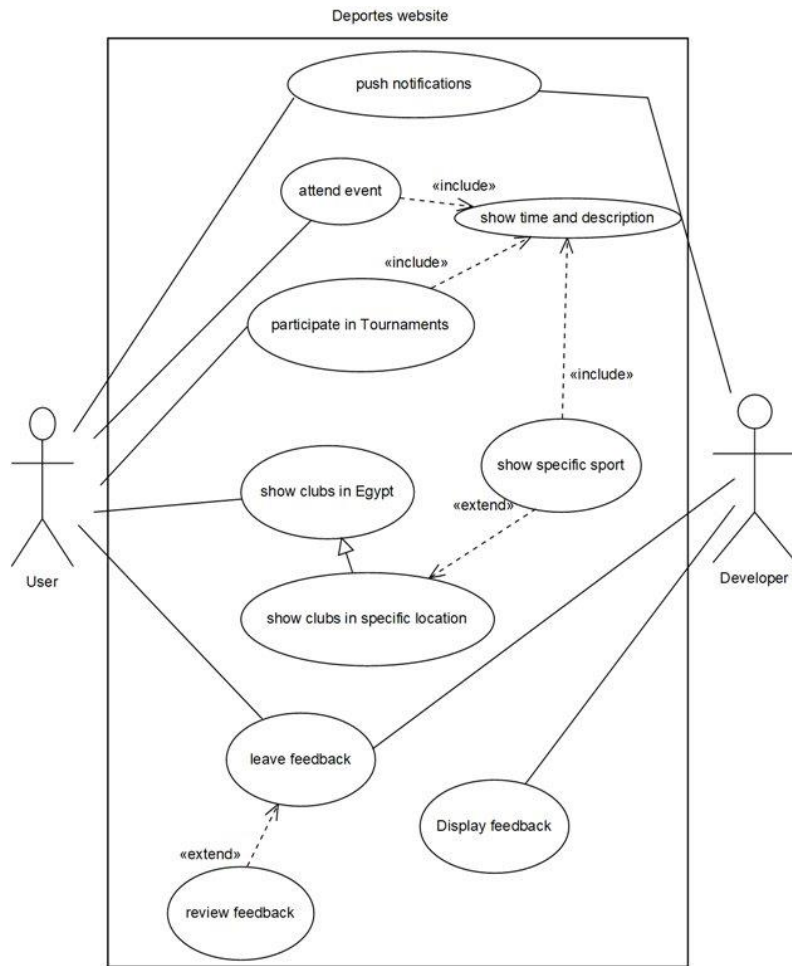 Deportes website
push notifications
attend event
«include»
show time and description
«include»
participate in Tournaments
«include»
show specific sport
show clubs in Egypt
«extend»
User
Developer
show clubs in specific location
leave feedback
Display feedback
«extend»
review feedback